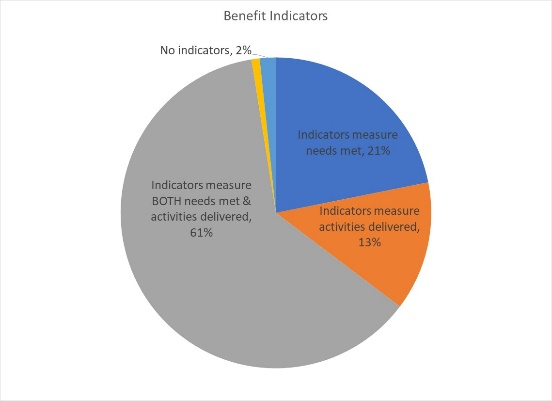 Benefit Indicators
No indicators, 2%
Indicators measure
needs met, 21%
Indicators measure
activities delivered,
13%
Indicators measure
BOTH needs met &
activities delivered,
61%